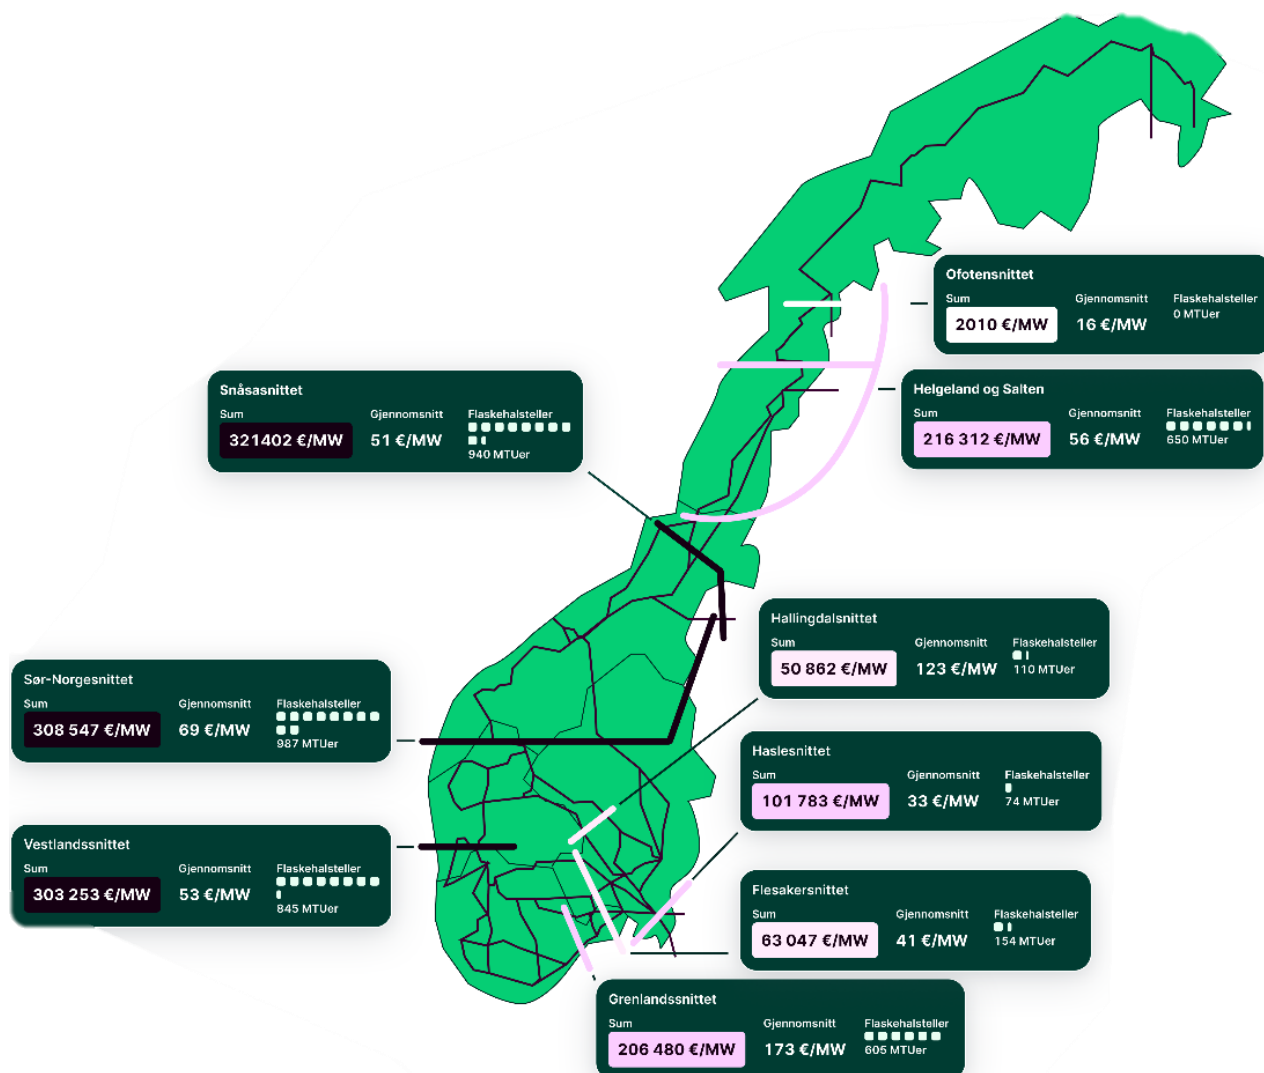 Ofotensnittet
Sum Gjennomsnitt Flaskehalsteller
2010 €/MW 16 €/MW 0 MTUer
Helgeland og Salten
Sum Gjennomsnitt Flaskehalsteller
216 312 €/MW 56 €/MW 650 MTUer
Snåsasnittet
Sum Gjennomsnitt Flaskehalsteller
321402 €/MW 51 €/MW 940 MTUer
Hallingdalsnittet
Sum Gjennomsnitt Flaskehalsteller
50 862 €/MW 123 €/MW 110 MTUer
Sør-Norgesnittet
Sum Gjennomsnitt Flaskehalsteller
308 547 €/MW 69 €/MW 987 MTUer
Haslesnittet
Sum Gjennomsnitt Flaskehalsteller
101 783 €/MW 33 €/MW 74 MTUer
Vestlandssnittet
Sum Gjennomsnitt Flaskehalsteller
303 253 €/MW 53 €/MW 845 MTUer
Flesakersnittet
Sum Gjennomsnitt Flaskehalsteller
63 047 €/MW 41 €/MW 154 MTUer
Grenlandssnittet
Sum Gjennomsnitt Flaskehalsteller
206 480 €/MW 173 €/MW 605 MTUer